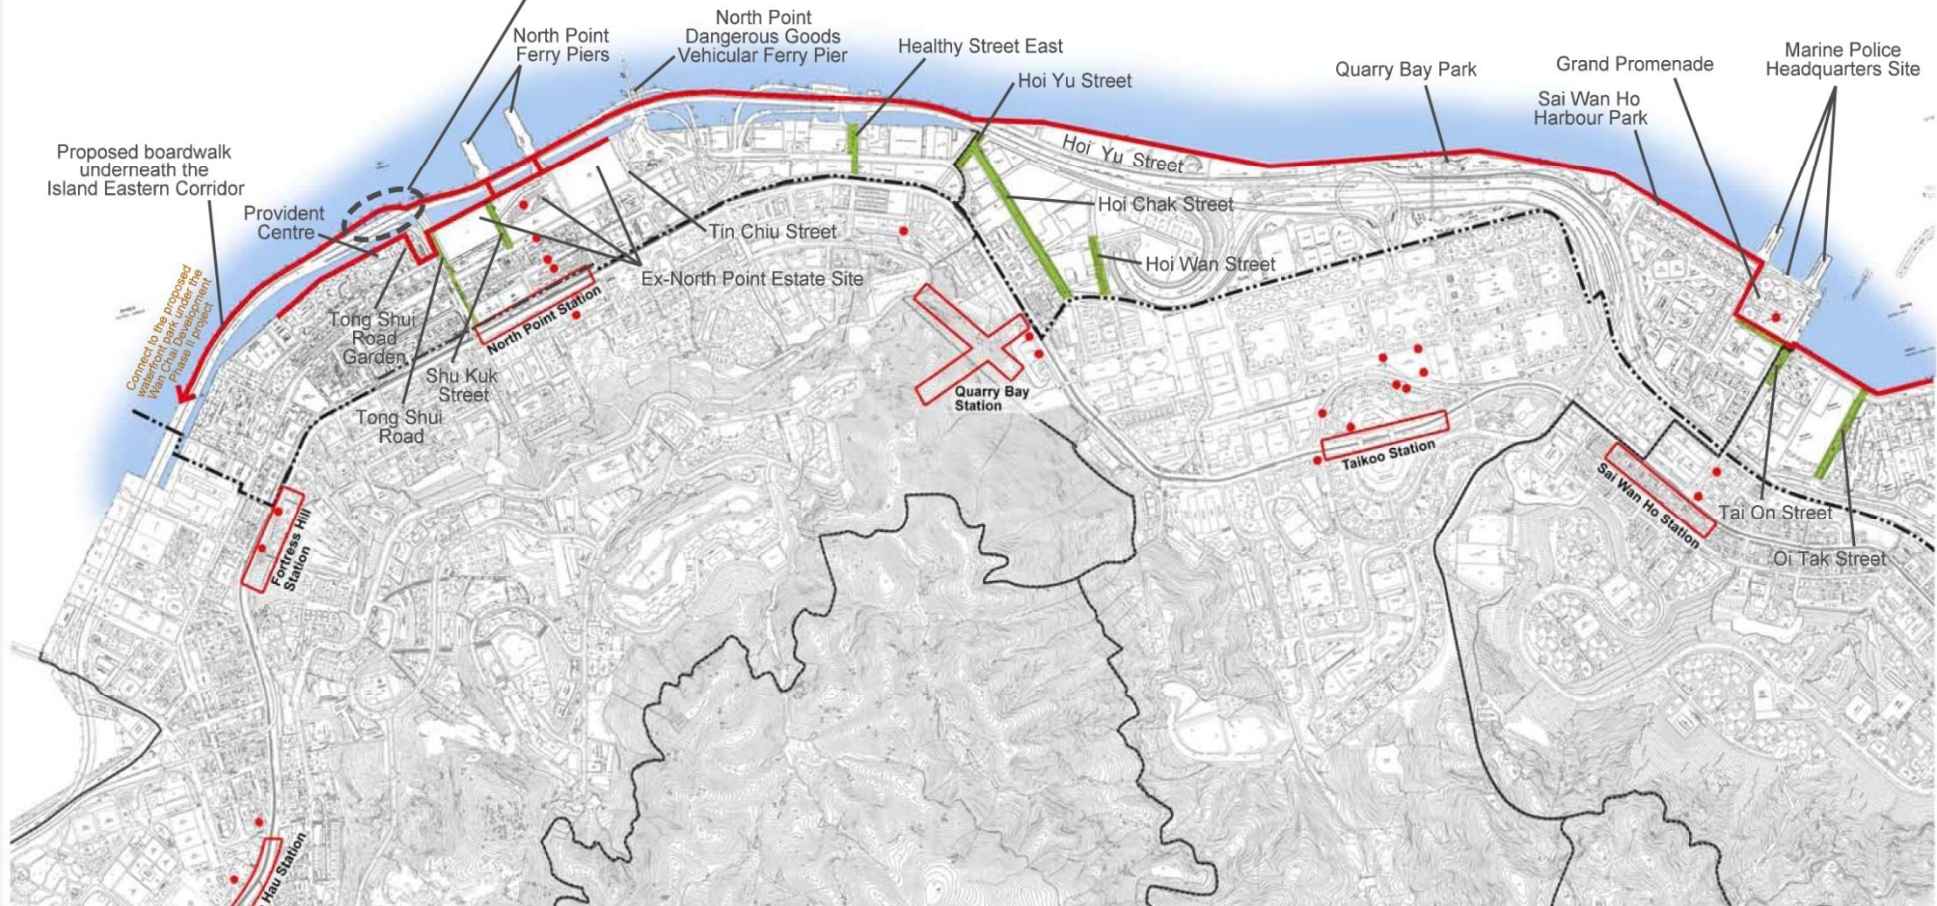 North Point
Ferry Piers
North Point
Dangerous Goods
Vehicular Ferry Pier
Healthy Street East
Hoi Yu Street
Quarry Bay Park
Grand Promenade
Sai Wan Ho
Harbour Park
Marine Police
Headquarters Site
Proposed boardwalk
underneath the
Island Eastern Corridor
Provident
Centre
Hoi Yu Street
Hoi Chak Street
Tin Chiu Street
Hoi Wan Street
Ex-North Point Estate Site
Connect to the proposed
waterfront park under the
Wan Chai Development
Phase II project
Tong Shui
Road
Garden
North Point Station
Shu Kuk
Street
Tong Shui
Road
Quarry Bay
Station
Taikoo Station
Sai Wan Ho Station
Tai On Street
Oi Tak Street
Fortress Hill
Station
Hau Station